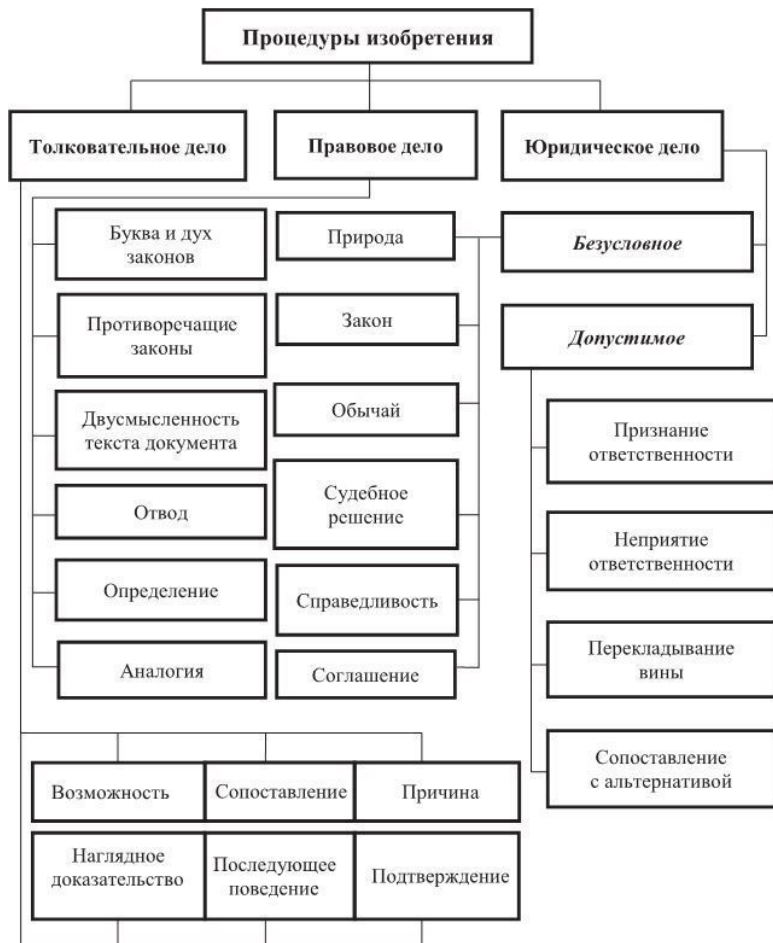 Процедуры изобретения
Толковательное дело
Правовое дело
Юридическое дело
Буква и дух
законов
Противоречащие
законы
Двусмысленность
текста документа
Отвод
Определение
Аналогия
Природа
Закон
Обычай
Судебное
решение
Справедливость
Соглашение
Безусловное
Допустимое
Признание
ответственности
Неприятие
ответственности
Перекладывание
вины
Сопоставление
с альтернативой
Возможность
Сопоставление
Причина
Наглядное
доказательство
Последующее
поведение
Подтверждение